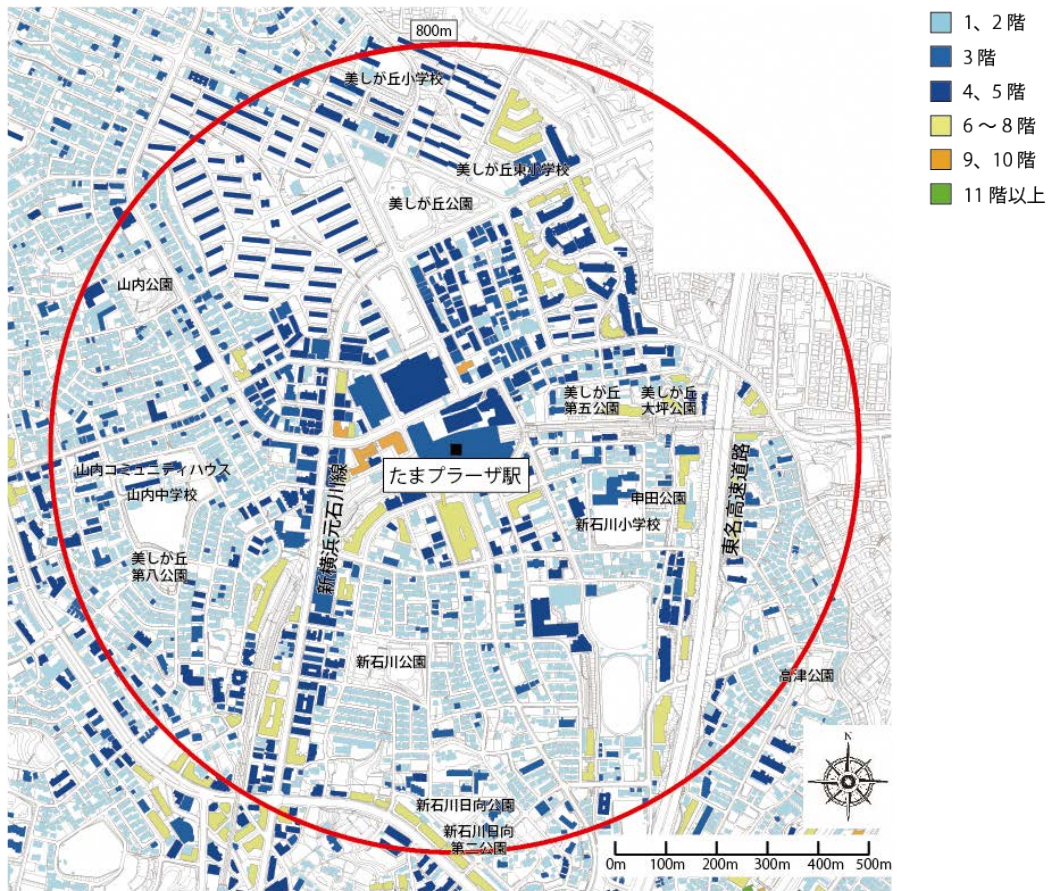 800m
1、2階
3階
4、5階
6～8階
9、10階
11階以上
美しが丘小学校
美しが丘東小学校
美しが丘公園
山内公園
美しが丘
第五公園
美しが丘
大坪公園
たまプラーザ駅
山内コミュニティハウス
山内中学校
新横浜元石川線
東名高速道路
申田公園
新石川小学校
美しが丘
第八公園
新石川公園
高津公園
N
新石川日向公園
新石川日向
第二公園
0m
100m
200m
300m
400m
500m